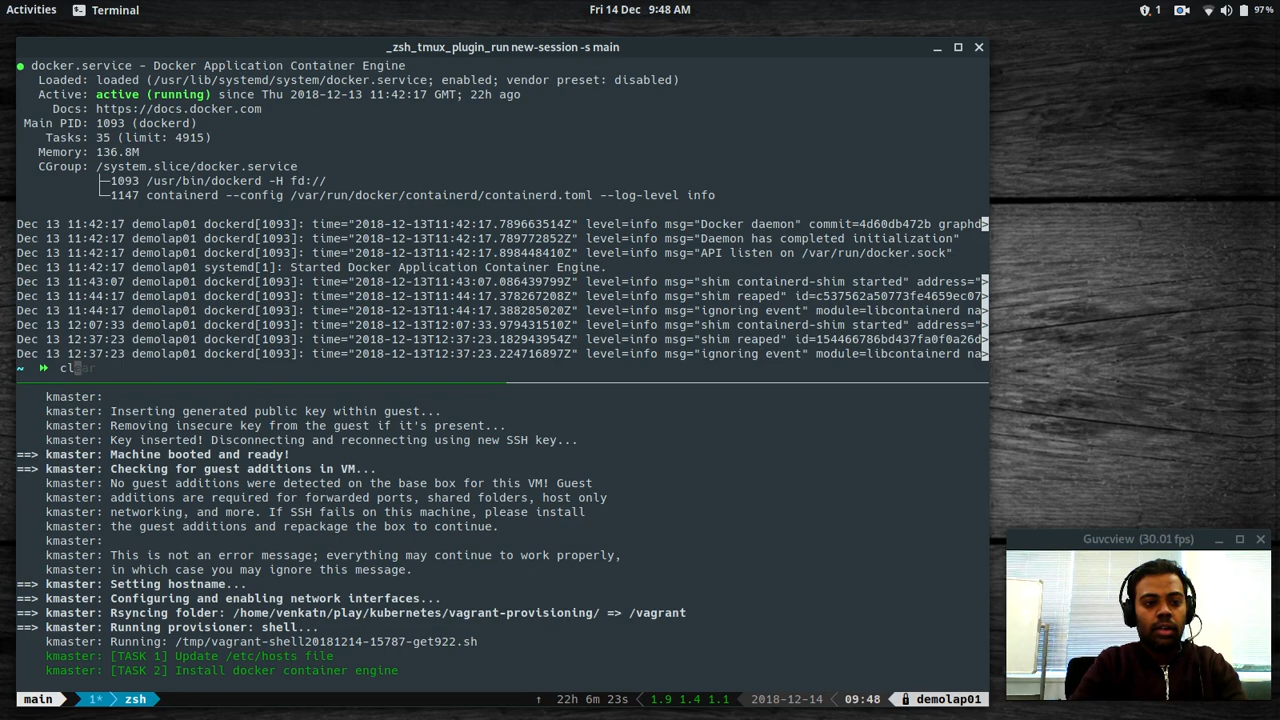 Activities Terminal Fri 14 Dec 9:48 AM 1 97%
_zsh_tmux_plugin_run new-session -s main
● docker.service - Docker Application Container Engine
Loaded: loaded (/usr/lib/systemd/system/docker.service; enabled; vendor preset: disabled)
Active: active (running) since Thu 2018-12-13 11:42:17 GMT; 22h ago
Docs: https://docs.docker.com
Main PID: 1093 (dockerd)
Tasks: 35 (limit: 4915)
Memory: 136.8M
CGroup: /system.slice/docker.service
├─1093 /usr/bin/dockerd -H fd://
└─1147 containerd --config /var/run/docker/containerd/containerd.toml --log-level info
Dec 13 11:42:17 demolap01 dockerd[1093]: time="2018-12-13T11:42:17.789663514Z" level=info msg="Docker daemon" commit=4d60db472b graphd>
Dec 13 11:42:17 demolap01 dockerd[1093]: time="2018-12-13T11:42:17.789772852Z" level=info msg="Daemon has completed initialization"
Dec 13 11:42:17 demolap01 dockerd[1093]: time="2018-12-13T11:42:17.898448410Z" level=info msg="API listen on /var/run/docker.sock"
Dec 13 11:42:17 demolap01 systemd[1]: Started Docker Application Container Engine.
Dec 13 11:43:07 demolap01 dockerd[1093]: time="2018-12-13T11:43:07.086439799Z" level=info msg="shim containerd-shim started" address=">
Dec 13 11:44:17 demolap01 dockerd[1093]: time="2018-12-13T11:44:17.378267208Z" level=info msg="shim reaped" id=c537562a50773fe4659ec07>
Dec 13 11:44:17 demolap01 dockerd[1093]: time="2018-12-13T11:44:17.388285020Z" level=info msg="ignoring event" module=libcontainerd na>
Dec 13 12:07:33 demolap01 dockerd[1093]: time="2018-12-13T12:07:33.979431510Z" level=info msg="shim containerd-shim started" address=">
Dec 13 12:37:23 demolap01 dockerd[1093]: time="2018-12-13T12:37:23.182943954Z" level=info msg="shim reaped" id=154466786bd437fa0f0a26d>
Dec 13 12:37:23 demolap01 dockerd[1093]: time="2018-12-13T12:37:23.224716897Z" level=info msg="ignoring event" module=libcontainerd na>
~ clear
kmaster:
kmaster: Inserting generated public key within guest...
kmaster: Removing insecure key from the guest if it's present...
kmaster: Key inserted! Disconnecting and reconnecting using new SSH key...
==> kmaster: Machine booted and ready!
==> kmaster: Checking for guest additions in VM...
kmaster: No guest additions were detected on the base box for this VM! Guest
kmaster: additions are required for forwarded ports, shared folders, host only
kmaster: networking, and more. If SSH fails on this machine, please install
kmaster: the guest additions and repackage the box to continue.
kmaster:
kmaster: This is not an error message; everything may continue to work properly,
kmaster: in which case you may ignore this message.
==> kmaster: Setting hostname...
==> kmaster: Configuring and enabling network interfaces...
==> kmaster: Rsyncing folder: /home/venkatn/play/kubernetes/vagrant-provisioning/ => /vagrant
==> kmaster: Running provisioner: shell...
kmaster: Running: /tmp/vagrant-shell20181214-15787-get522.sh
kmaster: [TASK 1] Update /etc/hosts file
kmaster: [TASK 2] Install docker container engine
main 1* zsh ↑ 22h 6m 23s 1.9 1.4 1.1 2018-12-14 09:48 demolap01
Guvcview (30.01 fps)